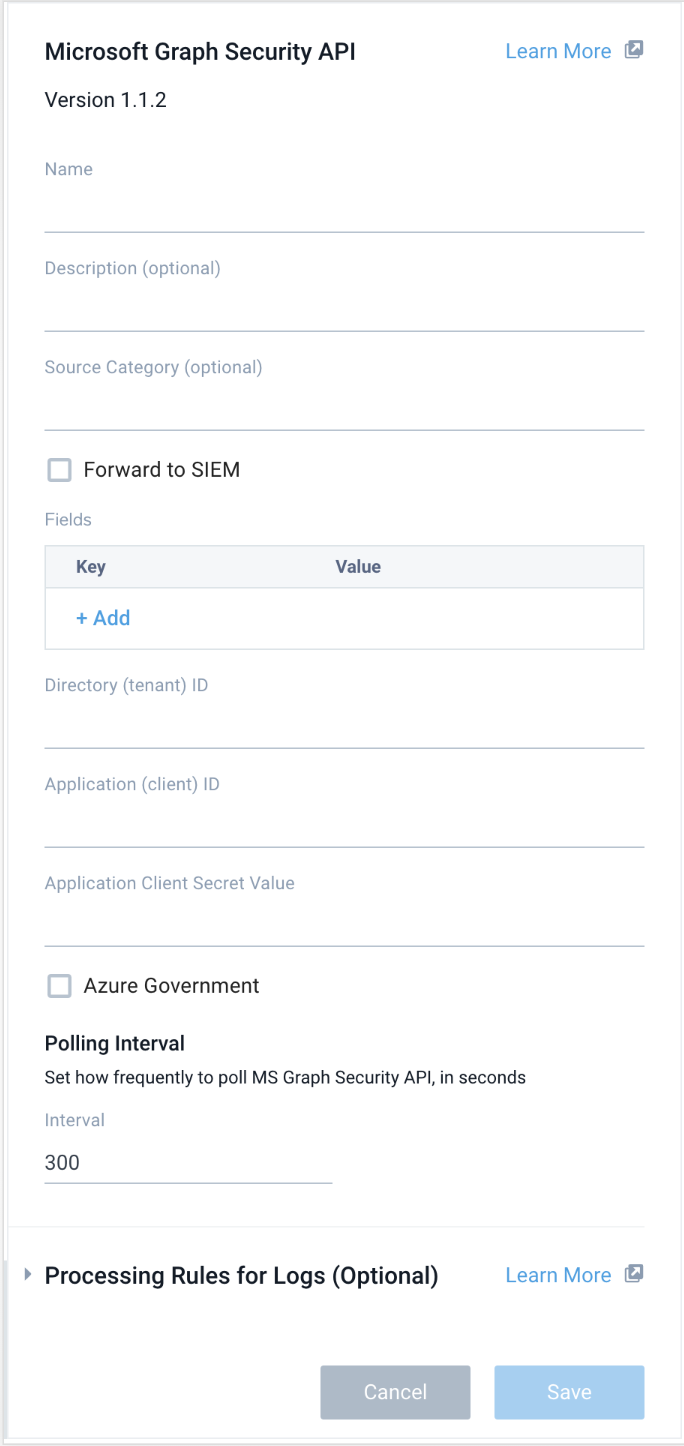 Microsoft Graph Security API Learn More
Version 1.1.2
Name
Description (optional)
Source Category (optional)
Forward to SIEM
Fields
Key Value
+ Add
Directory (tenant) ID
Application (client) ID
Application Client Secret Value
Azure Government
Polling Interval
Set how frequently to poll MS Graph Security API, in seconds
Interval
300
Processing Rules for Logs (Optional) Learn More
Cancel Save